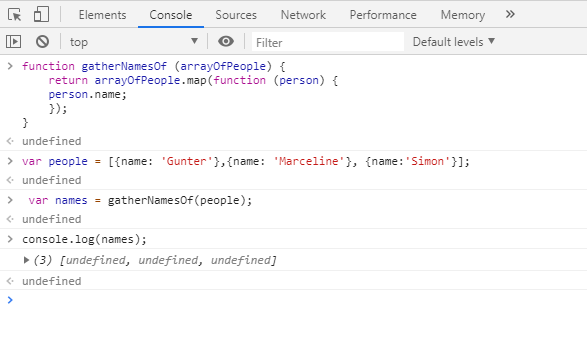 Elements Console Sources Network Performance Memory »
top ▼ Filter Default levels ▼
> function gatherNamesOf (arrayOfPeople) {
return arrayOfPeople.map(function (person) {
person.name;
});
}
<· undefined
> var people = [{name: 'Gunter'},{name: 'Marceline'}, {name:'Simon'}];
<· undefined
> var names = gatherNamesOf(people);
<· undefined
> console.log(names);
▶ (3) [undefined, undefined, undefined]
<· undefined
>